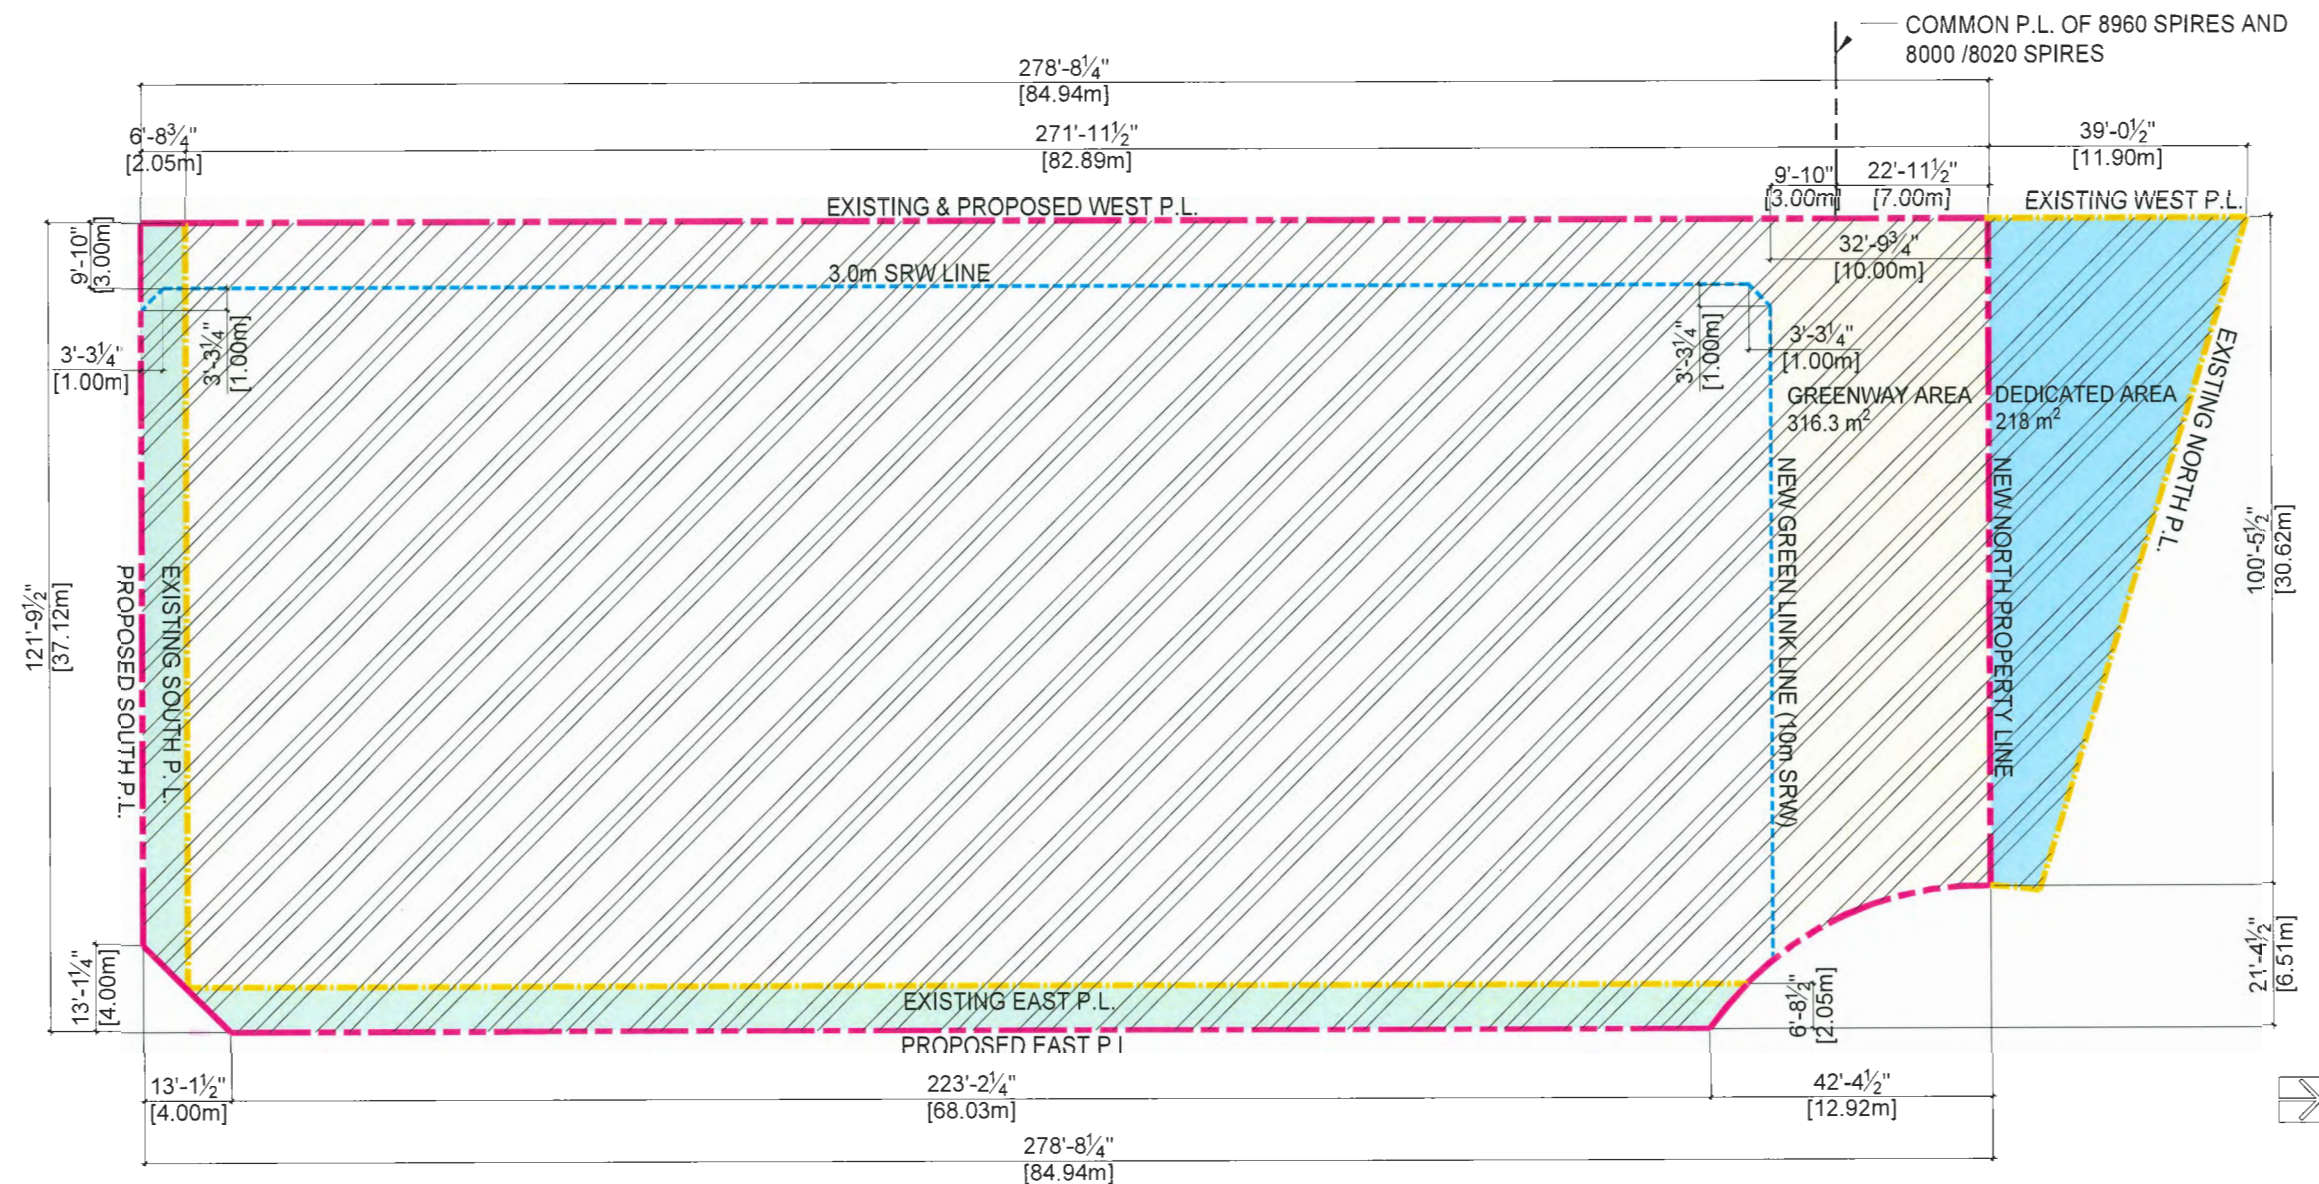 COMMON P.L. OF 8960 SPIRES AND
8000 /8020 SPIRES
278'-8¼"
[84.94m]
6'-8¾"
[2.05m]
271'-11½"
[82.89m]
39'-0½"
[11.90m]
9'-10"
[3.00m]
22'-11½"
[7.00m]
EXISTING & PROPOSED WEST P.L.
EXISTING WEST P.L.
9'-10"
[3.00m]
32'-9¾"
[10.00m]
3.0m SRW LINE
3'-3¼"
[1.00m]
3'-3¼"
[1.00m]
3'-3¼"
[1.00m]
3'-3¼"
[1.00m]
GREENWAY AREA
316.3 m²
DEDICATED AREA
218 m²
EXISTING NORTH P.L.
NEW GREEN LINK LINE (10m SRW)
NEW NORTH PROPERTY LINE
100'-5½"
[30.62m]
121'-9½"
[37.12m]
PROPOSED SOUTH P.L.
EXISTING SOUTH P.L.
13'-1¼"
[4.00m]
EXISTING EAST P.L.
6'-8½"
[2.05m]
21'-4½"
[6.51m]
PROPOSED EAST P.L
13'-1½"
[4.00m]
223'-2¼"
[68.03m]
42'-4½"
[12.92m]
278'-8¼"
[84.94m]